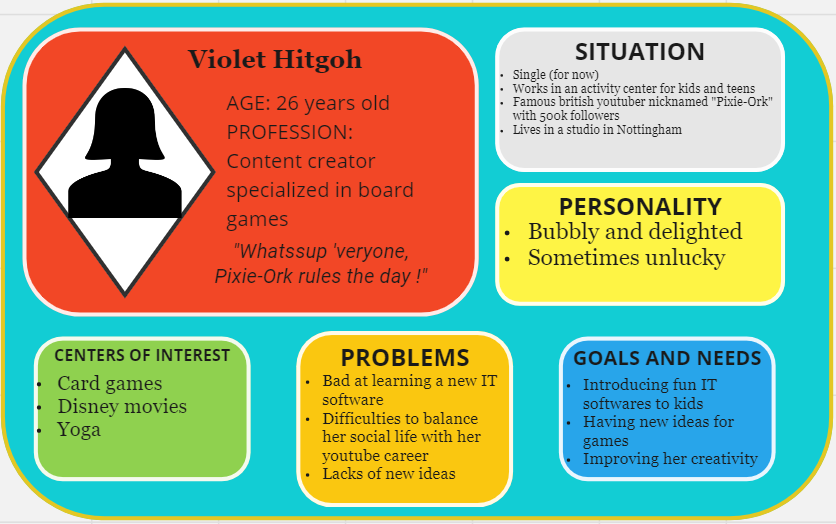 Violet Hitgoh
AGE: 26 years old
PROFESSION:
Content creator
specialized in board
games
"Whatssup 'veryone,
Pixie-Ork rules the day !"
SITUATION
• Single (for now)
• Works in an activity center for kids and teens
• Famous british youtuber nicknamed "Pixie-Ork"
with 500k followers
• Lives in a studio in Nottingham
PERSONALITY
• Bubbly and delighted
• Sometimes unlucky
CENTERS OF INTEREST
• Card games
• Disney movies
• Yoga
PROBLEMS
• Bad at learning a new IT
software
• Difficulties to balance
her social life with her
youtube career
• Lacks of new ideas
GOALS AND NEEDS
• Introducing fun IT
softwares to kids
• Having new ideas for
games
• Improving her creativity